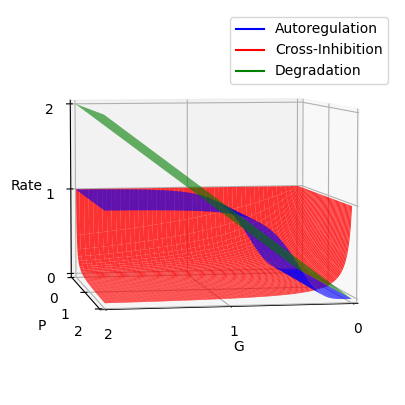 Autoregulation
Cross-Inhibition
Degradation
2
Rate
1
0
0
P
1
2
2
1
0
G